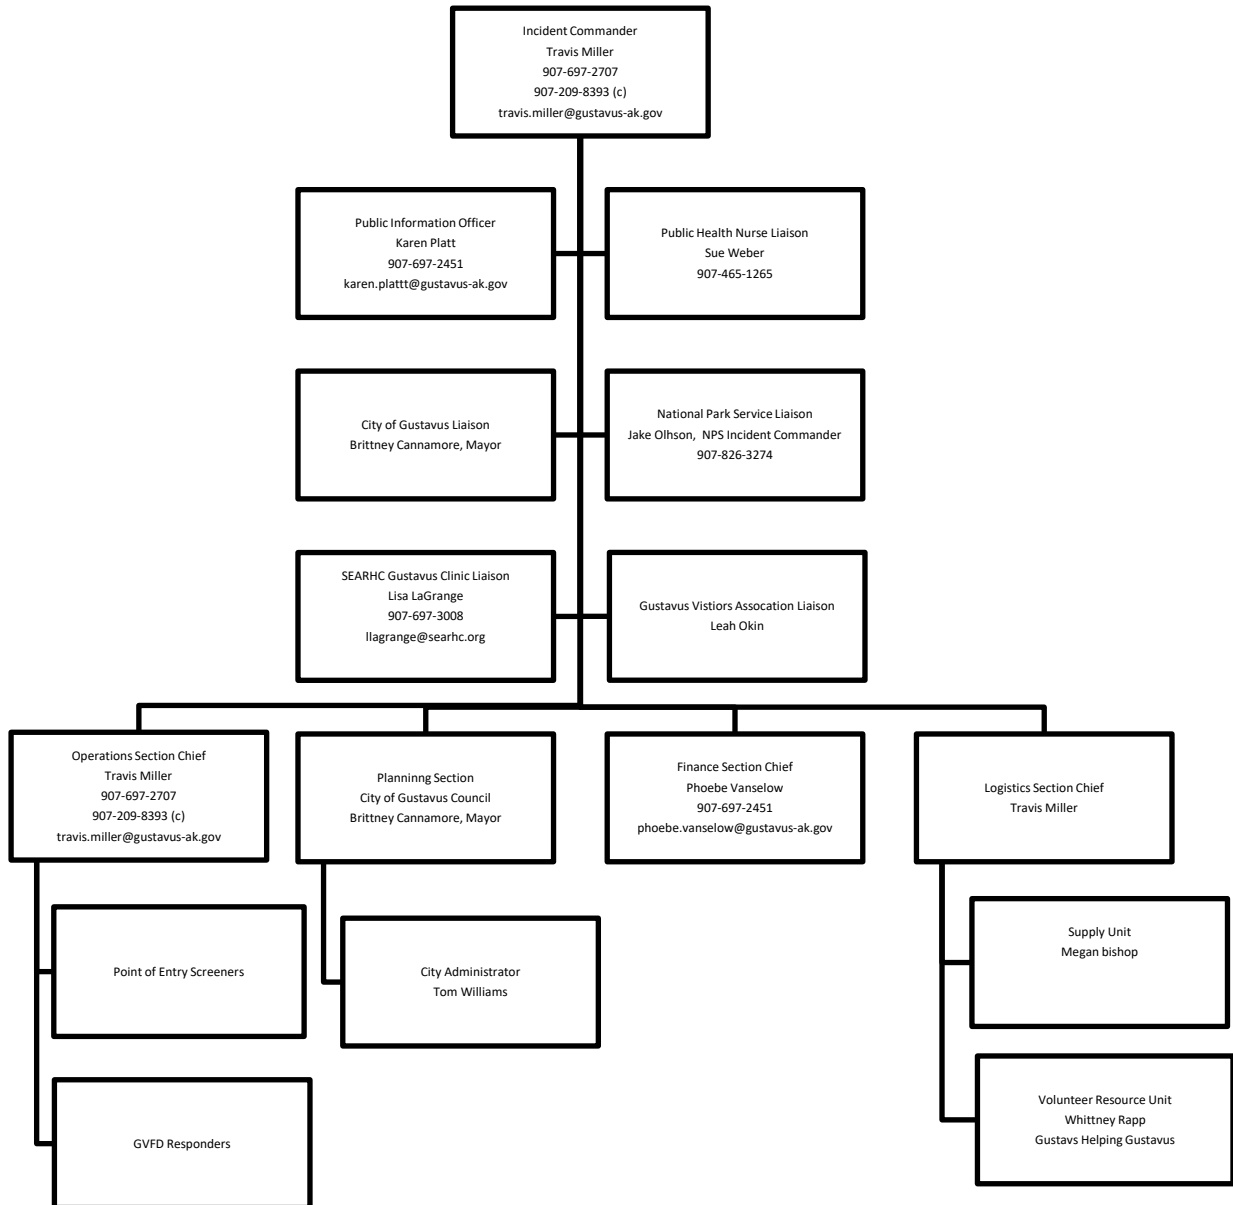 Incident Commander
Travis Miller
907-697-2707
907-209-8393 (c)
travis.miller@gustavus-ak.gov
Public Information Officer
Karen Platt
907-697-2451
karen.plattt@gustavus-ak.gov
Public Health Nurse Liaison
Sue Weber
907-465-1265
City of Gustavus Liaison
Brittney Cannamore, Mayor
National Park Service Liaison
Jake Olhson, NPS Incident Commander
907-826-3274
SEARHC Gustavus Clinic Liaison
Lisa LaGrange
907-697-3008
llagrange@searhc.org
Gustavus Vistiors Assocation Liaison
Leah Okin
Operations Section Chief
Travis Miller
907-697-2707
907-209-8393 (c)
travis.miller@gustavus-ak.gov
Planninng Section
City of Gustavus Council
Brittney Cannamore, Mayor
Finance Section Chief
Phoebe Vanselow
907-697-2451
phoebe.vanselow@gustavus-ak.gov
Logistics Section Chief
Travis Miller
Point of Entry Screeners
City Administrator
Tom Williams
Supply Unit
Megan bishop
GVFD Responders
Volunteer Resource Unit
Whittney Rapp
Gustavs Helping Gustavus